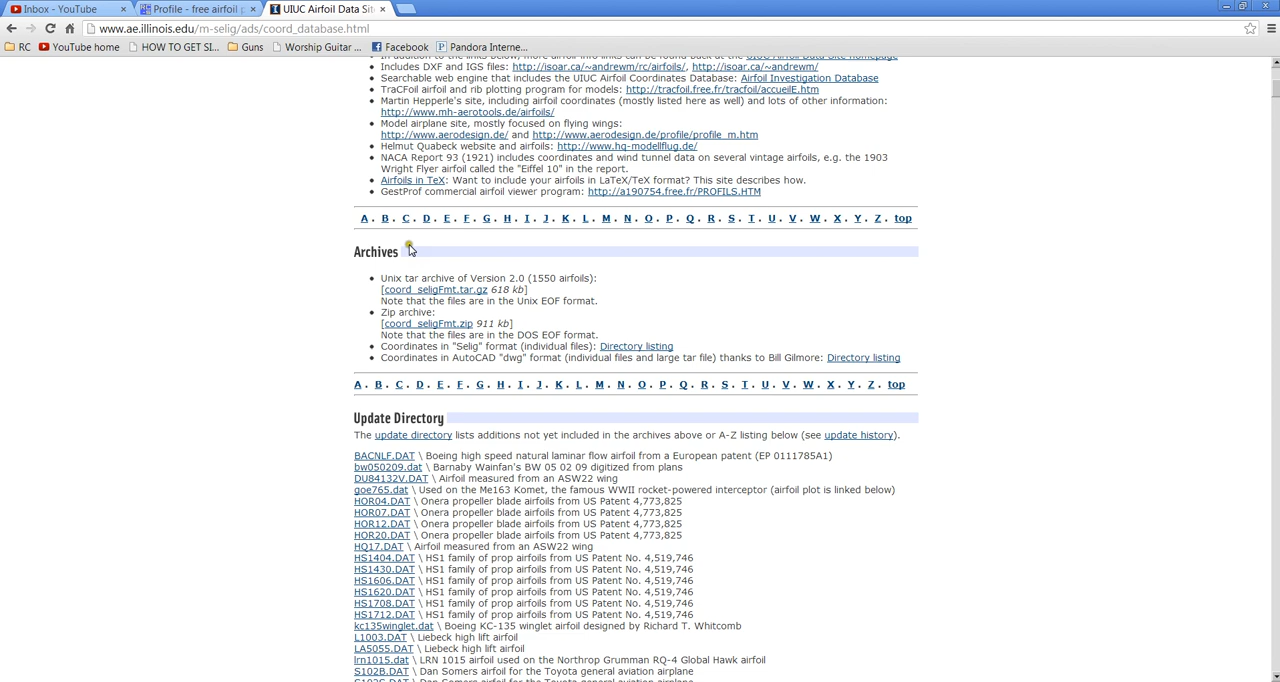 Inbox - YouTube × Profile - free airfoil p × UIUC Airfoil Data Site ×
www.ae.illinois.edu/m-selig/ads/coord_database.html
RC YouTube home HOW TO GET SI... Guns Worship Guitar ... Facebook Pandora Interne...
In addition to the links below, more airfoil info links can be found back at the UIUC Airfoil Data Site homepage
• Includes DXF and IGS files: http://isoar.ca/~andrewm/rc/airfoils/, http://isoar.ca/~andrewm/
• Searchable web engine that includes the UIUC Airfoil Coordinates Database: Airfoil Investigation Database
• TraCFoil airfoil and rib plotting program for models: http://tracfoil.free.fr/tracfoil/accueilE.htm
• Martin Hepperle's site, including airfoil coordinates (mostly listed here as well) and lots of other information:
http://www.mh-aerotools.de/airfoils/
• Model airplane site, mostly focused on flying wings:
http://www.aerodesign.de/ and http://www.aerodesign.de/profile/profile_m.htm
• Helmut Quabeck website and airfoils: http://www.hq-modellflug.de/
• NACA Report 93 (1921) includes coordinates and wind tunnel data on several vintage airfoils, e.g. the 1903
Wright Flyer airfoil called the "Eiffel 10" in the report.
• Airfoils in TeX: Want to include your airfoils in LaTeX/TeX format? This site describes how.
• GestProf commercial airfoil viewer program: http://a190754.free.fr/PROFILS.HTM
A . B . C . D . E . F . G . H . I . J . K . L . M . N . O . P . Q . R . S . T . U . V . W . X . Y . Z . top
Archives
• Unix tar archive of Version 2.0 (1550 airfoils):
[coord_seligFmt.tar.gz 618 kb]
Note that the files are in the Unix EOF format.
• Zip archive:
[coord_seligFmt.zip 911 kb]
Note that the files are in the DOS EOF format.
• Coordinates in "Selig" format (individual files): Directory listing
• Coordinates in AutoCAD "dwg" format (individual files and large tar file) thanks to Bill Gilmore: Directory listing
A . B . C . D . E . F . G . H . I . J . K . L . M . N . O . P . Q . R . S . T . U . V . W . X . Y . Z . top
Update Directory
The update directory lists additions not yet included in the archives above or A-Z listing below (see update history).
BACNLF.DAT \ Boeing high speed natural laminar flow airfoil from a European patent (EP 0111785A1)
bw050209.dat \ Barnaby Wainfan's BW 05 02 09 digitized from plans
DU84132V.DAT \ Airfoil measured from an ASW22 wing
goe765.dat \ Used on the Me163 Komet, the famous WWII rocket-powered interceptor (airfoil plot is linked below)
HOR04.DAT \ Onera propeller blade airfoils from US Patent 4,773,825
HOR07.DAT \ Onera propeller blade airfoils from US Patent 4,773,825
HOR12.DAT \ Onera propeller blade airfoils from US Patent 4,773,825
HOR20.DAT \ Onera propeller blade airfoils from US Patent 4,773,825
HQ17.DAT \ Airfoil measured from an ASW22 wing
HS1404.DAT \ HS1 family of prop airfoils from US Patent No. 4,519,746
HS1430.DAT \ HS1 family of prop airfoils from US Patent No. 4,519,746
HS1606.DAT \ HS1 family of prop airfoils from US Patent No. 4,519,746
HS1620.DAT \ HS1 family of prop airfoils from US Patent No. 4,519,746
HS1708.DAT \ HS1 family of prop airfoils from US Patent No. 4,519,746
HS1712.DAT \ HS1 family of prop airfoils from US Patent No. 4,519,746
kc135winglet.dat \ Boeing KC-135 winglet airfoil designed by Richard T. Whitcomb
L1003.DAT \ Liebeck high lift airfoil
LA5055.DAT \ Liebeck high lift airfoil
lrn1015.dat \ LRN 1015 airfoil used on the Northrop Grumman RQ-4 Global Hawk airfoil
S102B.DAT \ Dan Somers airfoil for the Toyota general aviation airplane